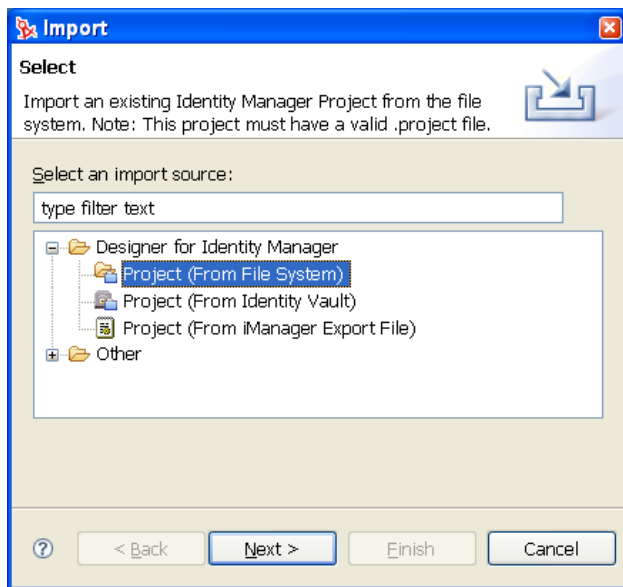 Import
Select
Import an existing Identity Manager Project from the file
system. Note: This project must have a valid .project file.
Select an import source:
type filter text
Designer for Identity Manager
Project (From File System)
Project (From Identity Vault)
Project (From iManager Export File)
Other
? < Back Next > Finish Cancel